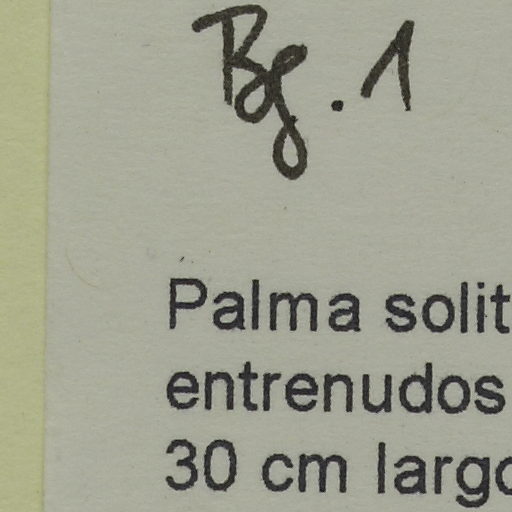 Bg. 1
Palma solit
entrenudos
30 cm largo